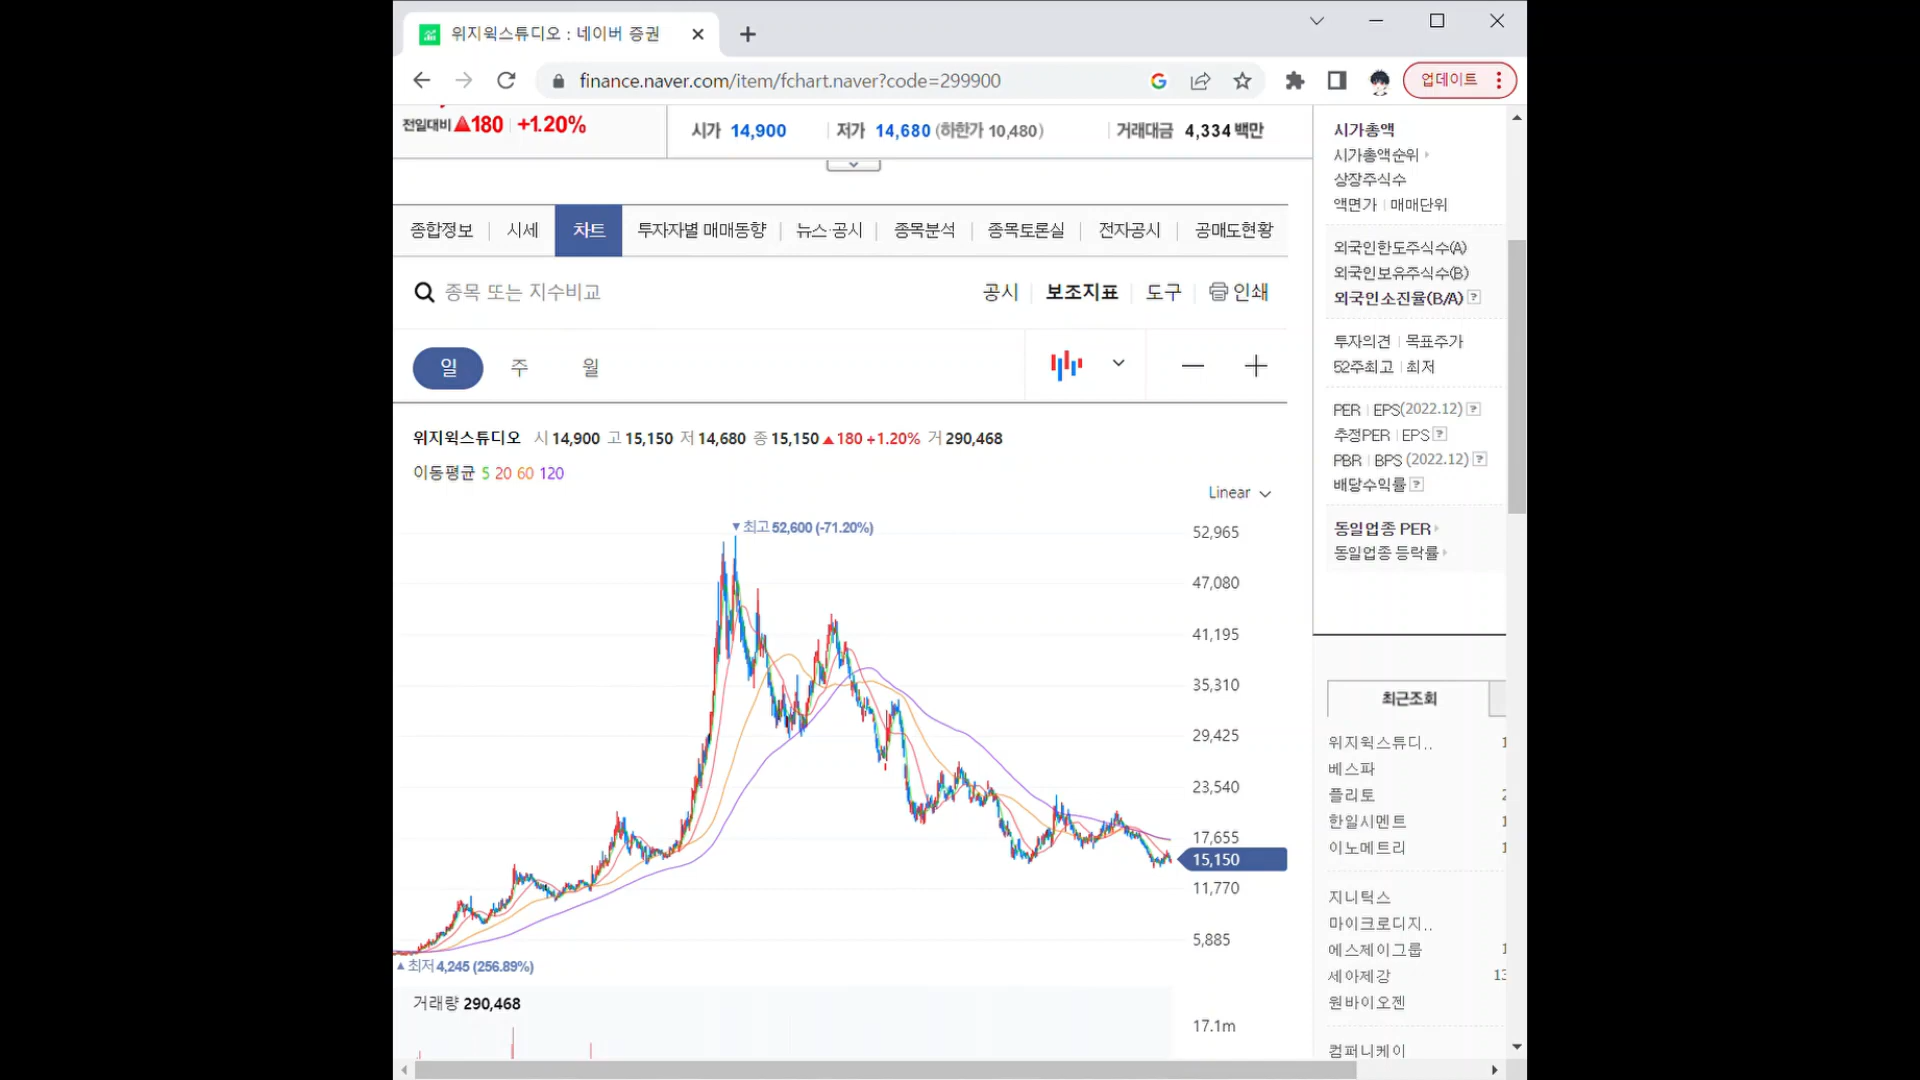 위지윅스튜디오 : 네이버 증권
finance.naver.com/item/fchart.naver?code=299900
업데이트
전일대비 ▲180 +1.20%
시가 14,900 저가 14,680 (하한가 10,480) 거래대금 4,334 백만
종합정보 시세 차트 투자자별 매매동향 뉴스·공시 종목분석 종목토론실 전자공시 공매도현황
종목 또는 지수비교
공시 보조지표 도구 인쇄
일 주 월
위지윅스튜디오 시 14,900 고 15,150 저 14,680 종 15,150 ▲180 +1.20% 거 290,468
이동평균 5 20 60 120
Linear
▼최고 52,600 (-71.20%)
52,965
47,080
41,195
35,310
29,425
23,540
17,655
15,150
11,770
5,885
▲최저 4,245 (256.89%)
거래량 290,468
17.1m
시가총액
시가총액순위
상장주식수
액면가 | 매매단위
외국인한도주식수(A)
외국인보유주식수(B)
외국인소진율(B/A) ?
투자의견 | 목표주가
52주최고 | 최저
PER | EPS(2022.12) ?
추정PER | EPS ?
PBR | BPS (2022.12) ?
배당수익률 ?
동일업종 PER
동일업종 등락률
최근조회
위지윅스튜디.. 1
베스파
플리토 2
한일시멘트 1
이노메트리 1
지니틱스
마이크로디지..
에스제이그룹 1
세아제강 13
원바이오젠
컴퍼니케이